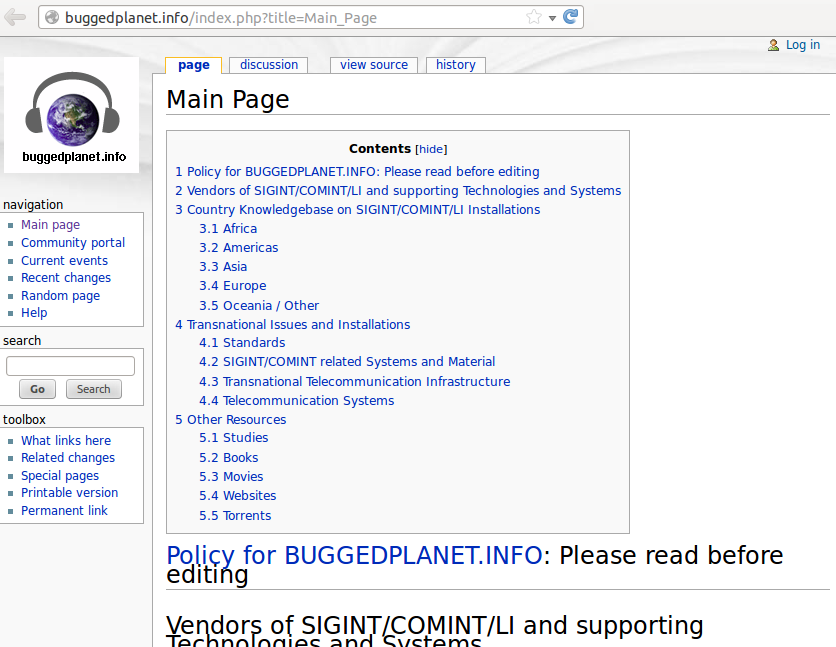 buggedplanet.info/index.php?title=Main_Page
Log in
page
discussion
view source
history
buggedplanet.info
Main Page
Contents [hide]
1 Policy for BUGGEDPLANET.INFO: Please read before editing
2 Vendors of SIGINT/COMINT/LI and supporting Technologies and Systems
3 Country Knowledgebase on SIGINT/COMINT/LI Installations
3.1 Africa
3.2 Americas
3.3 Asia
3.4 Europe
3.5 Oceania / Other
4 Transnational Issues and Installations
4.1 Standards
4.2 SIGINT/COMINT related Systems and Material
4.3 Transnational Telecommunication Infrastructure
4.4 Telecommunication Systems
5 Other Resources
5.1 Studies
5.2 Books
5.3 Movies
5.4 Websites
5.5 Torrents
navigation
Main page
Community portal
Current events
Recent changes
Random page
Help
search
Go
Search
toolbox
What links here
Related changes
Special pages
Printable version
Permanent link
Policy for BUGGEDPLANET.INFO: Please read before
editing
Vendors of SIGINT/COMINT/LI and supporting
Technologies and Systems